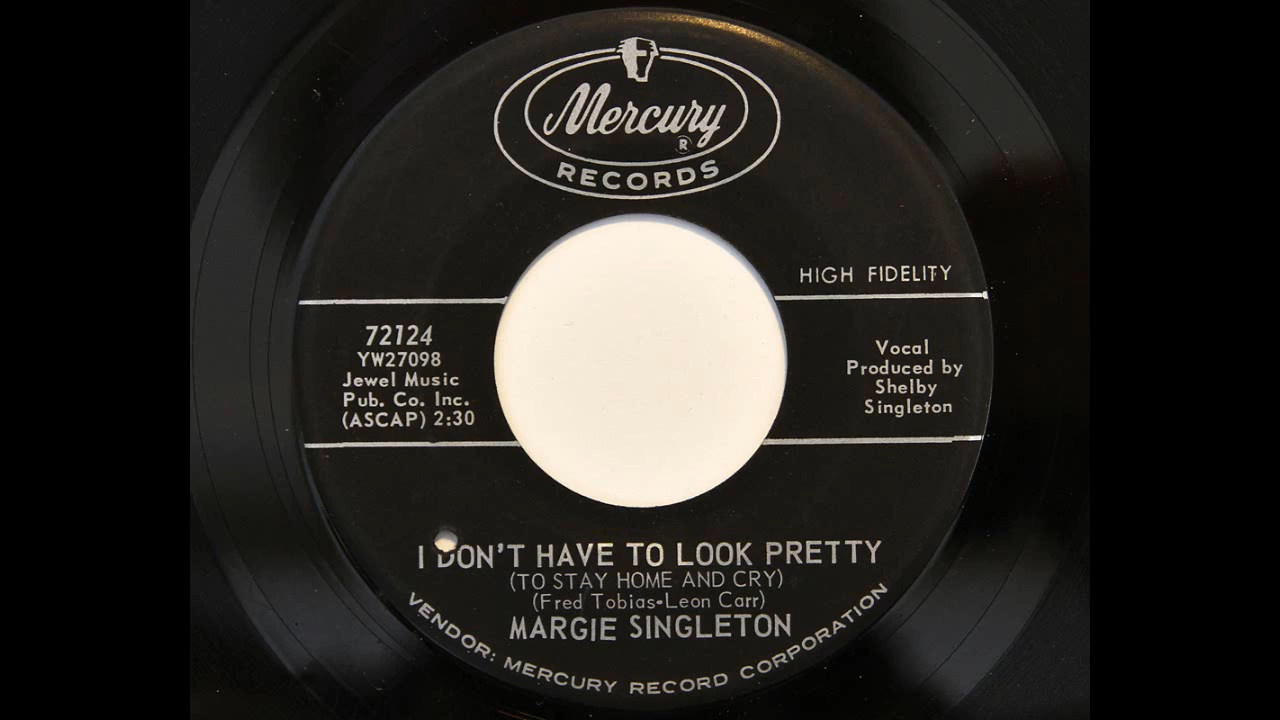 Mercury
®
RECORDS
HIGH FIDELITY
72124
YW27098
Jewel Music
Pub. Co. Inc.
(ASCAP) 2:30
Vocal
Produced by
Shelby
Singleton
I DON'T HAVE TO LOOK PRETTY
(TO STAY HOME AND CRY)
(Fred Tobias-Leon Carr)
MARGIE SINGLETON
VENDOR: MERCURY RECORD CORPORATION